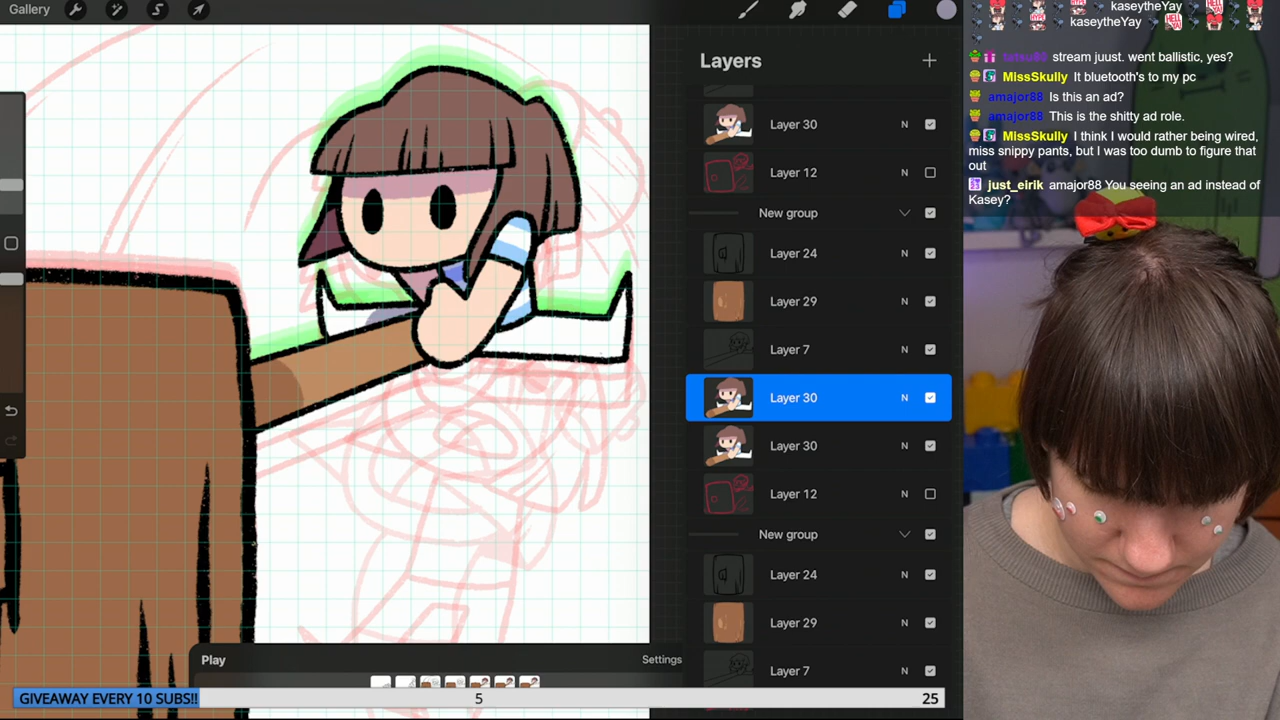 Gallery
Layers
Layer 30 N
Layer 12 N
New group
Layer 24 N
Layer 29 N
Layer 7 N
Layer 30 N
Layer 30 N
Layer 12 N
New group
Layer 24 N
Layer 29 N
Layer 7 N
Play
Settings
GIVEAWAY EVERY 10 SUBS!!
5
25
kaseytheYay
kaseytheYay
tutsu80 stream juust. went ballistic, yes?
MissSkully It bluetooth's to my pc
amajor88 Is this an ad?
amajor88 This is the shitty ad role.
MissSkully I think I would rather being wired,
miss snippy pants, but I was too dumb to figure that
out
just_eirik amajor88 You seeing an ad instead of
Kasey?